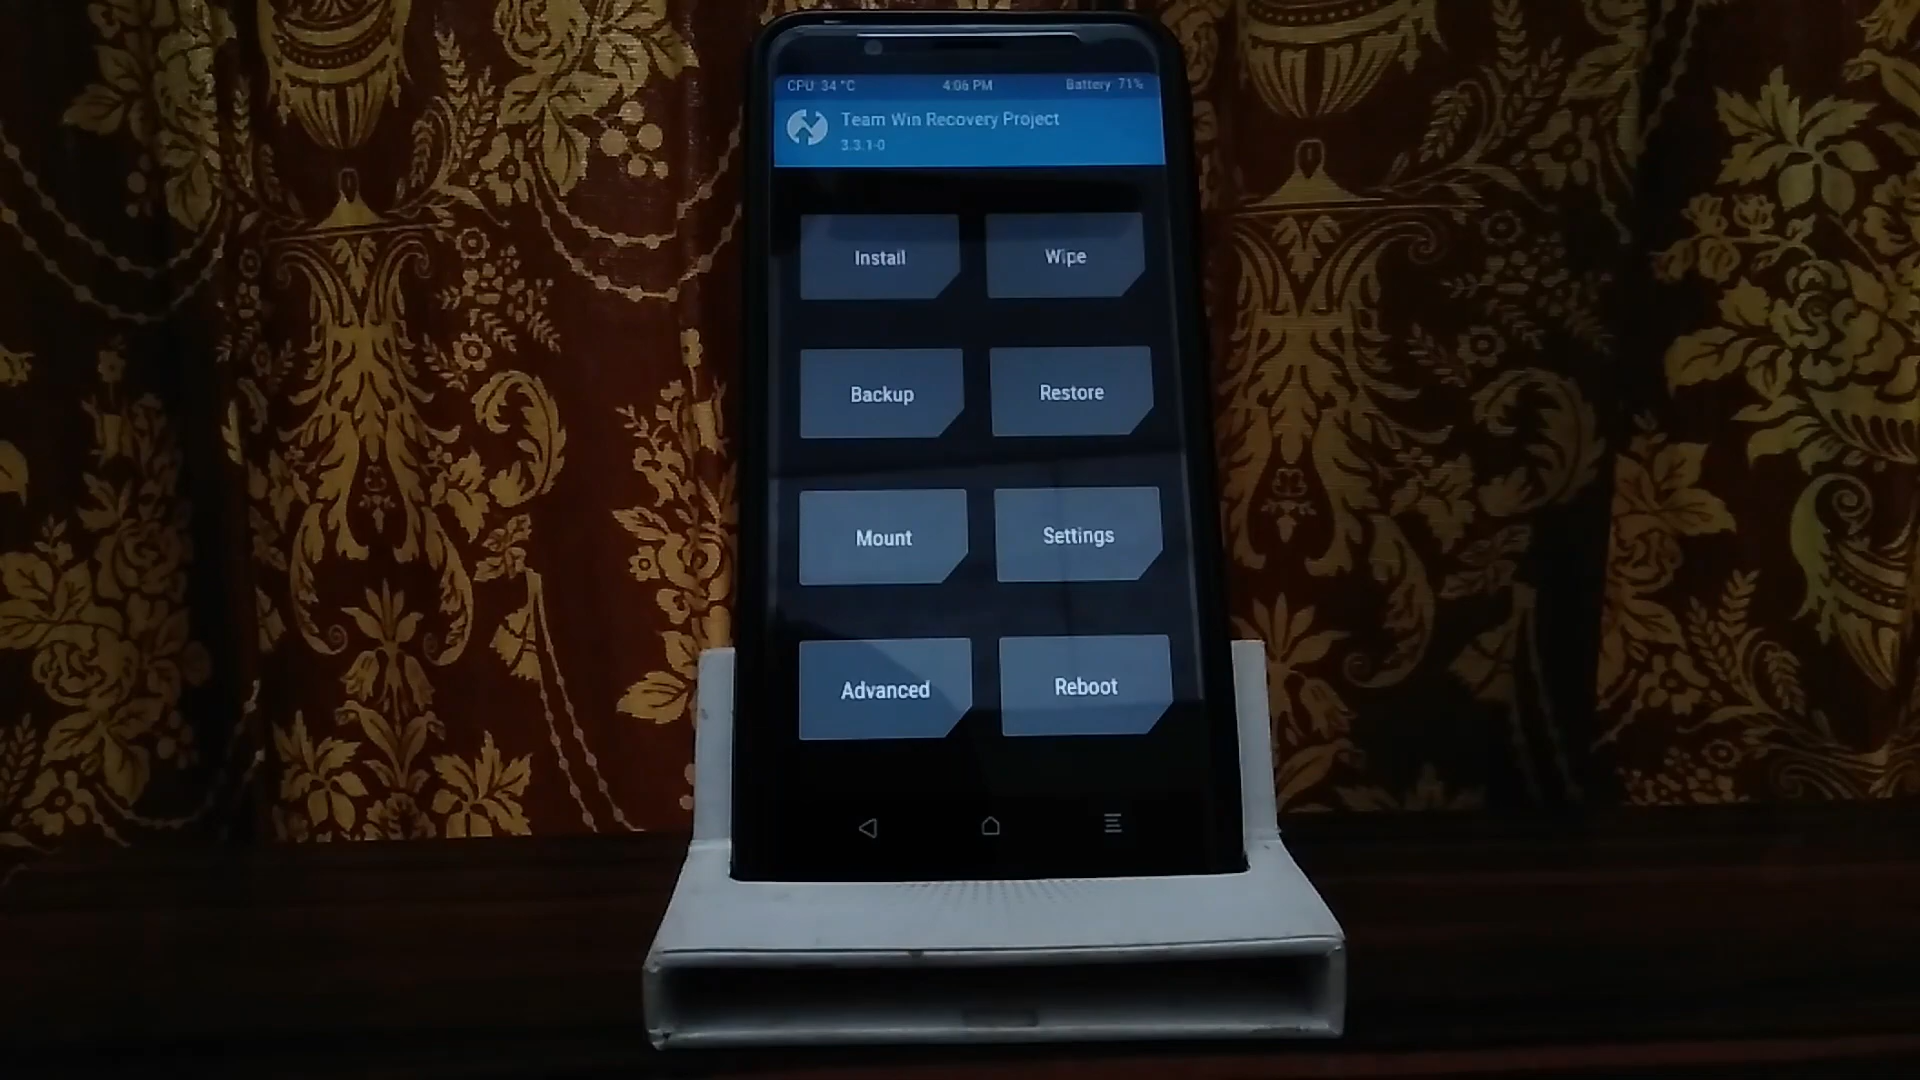 CPU: 34 °C 4:06 PM Battery: 71%
Team Win Recovery Project
3.3.1-0
Install Wipe
Backup Restore
Mount Settings
Advanced Reboot